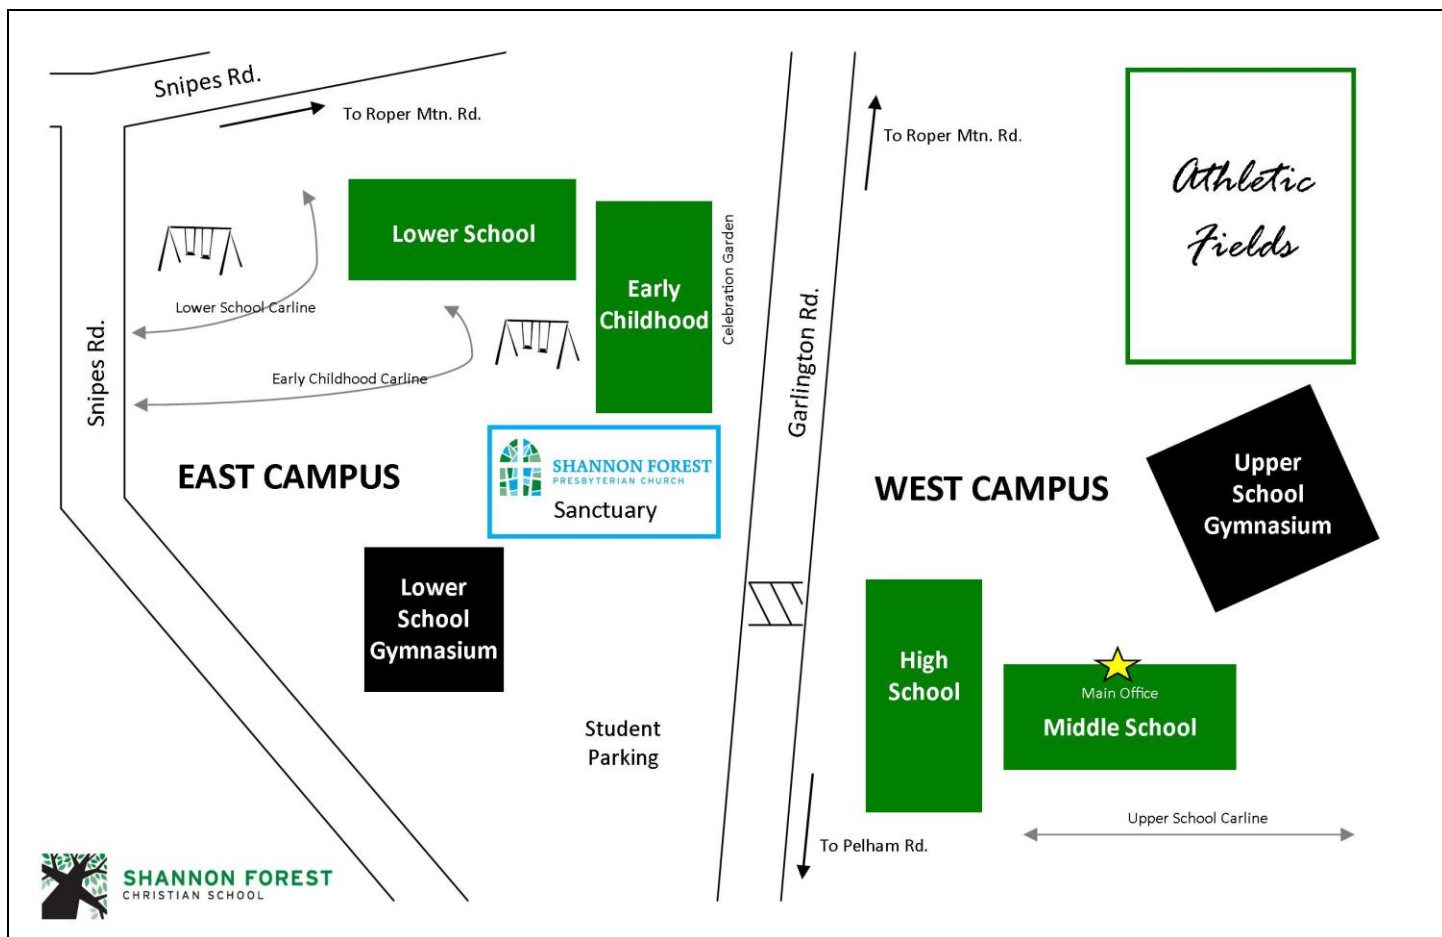 Snipes Rd.
To Roper Mtn. Rd.
To Roper Mtn. Rd.
Athletic
Fields
Lower School
Early
Childhood
Celebration Garden
Lower School Carline
Early Childhood Carline
Snipes Rd.
Garlington Rd.
EAST CAMPUS
SHANNON FOREST
PRESBYTERIAN CHURCH
Sanctuary
WEST CAMPUS
Upper
School
Gymnasium
Lower
School
Gymnasium
High
School
Main Office
Middle School
Student
Parking
Upper School Carline
To Pelham Rd.
SHANNON FOREST
CHRISTIAN SCHOOL